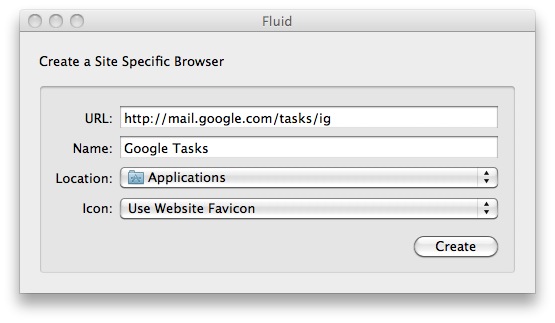 Fluid
Create a Site Specific Browser
URL: http://mail.google.com/tasks/ig
Name: Google Tasks
Location: Applications
Icon: Use Website Favicon
Create